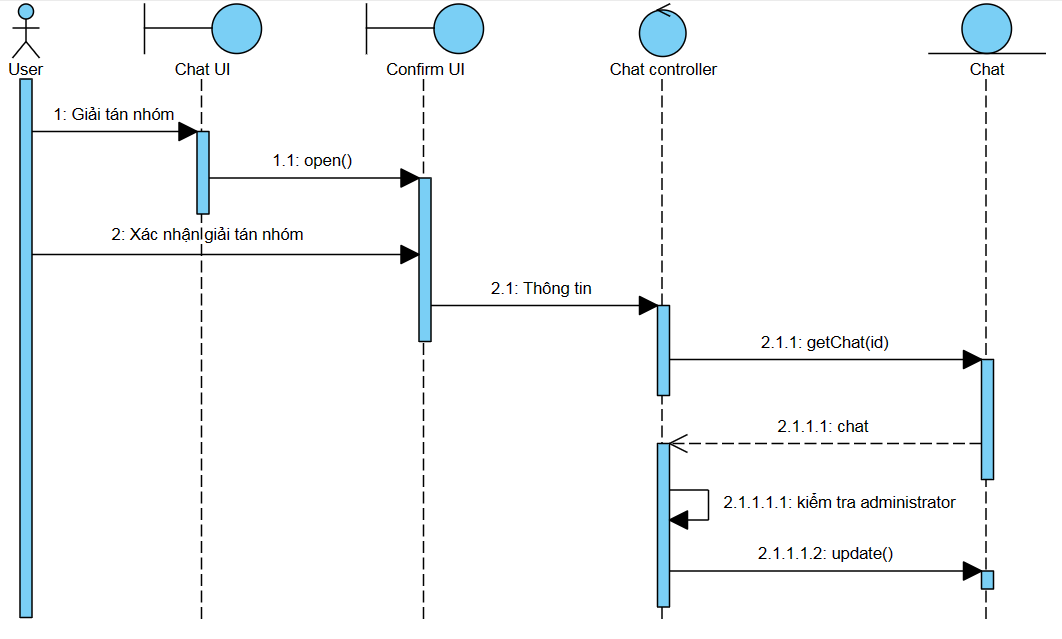 User
Chat UI
Confirm UI
Chat controller
Chat
1: Giải tán nhóm
1.1: open()
2: Xác nhận giải tán nhóm
2.1: Thông tin
2.1.1: getChat(id)
2.1.1.1: chat
2.1.1.1.1: kiểm tra administrator
2.1.1.1.2: update()